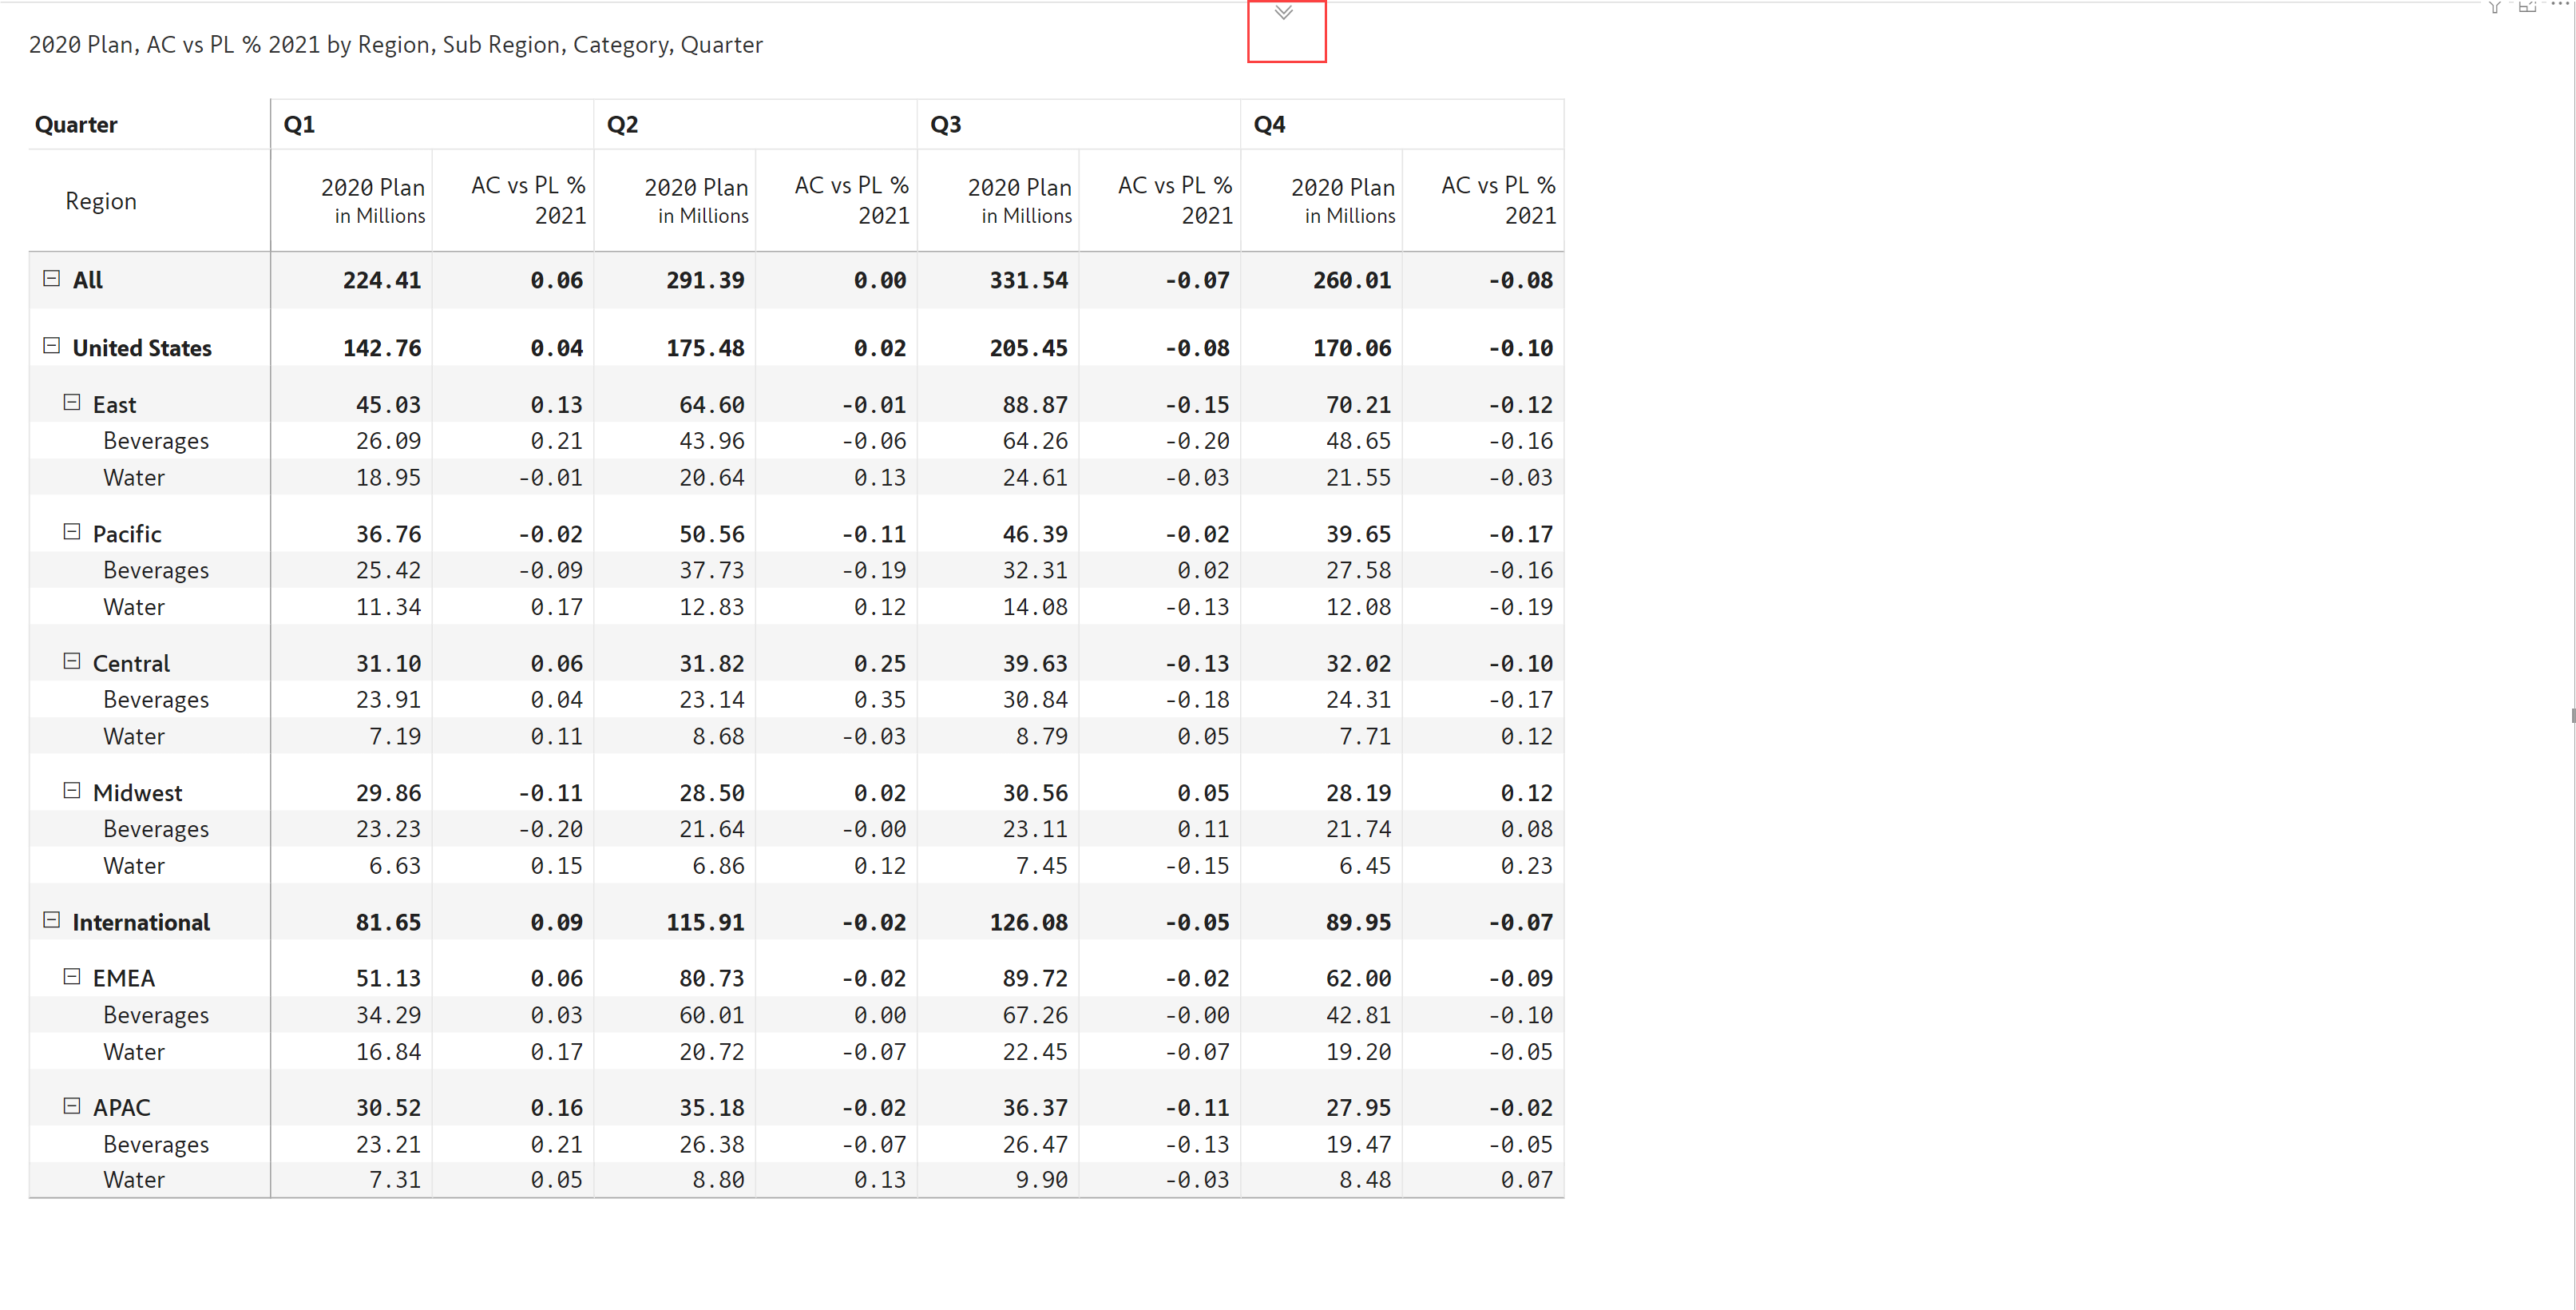 2020 Plan, AC vs PL % 2021 by Region, Sub Region, Category, Quarter
Quarter Q1 Q2 Q3 Q4
Region 2020 Plan in Millions AC vs PL % 2021 2020 Plan in Millions AC vs PL % 2021 2020 Plan in Millions AC vs PL % 2021 2020 Plan in Millions AC vs PL % 2021
All 224.41 0.06 291.39 0.00 331.54 -0.07 260.01 -0.08
United States 142.76 0.04 175.48 0.02 205.45 -0.08 170.06 -0.10
East 45.03 0.13 64.60 -0.01 88.87 -0.15 70.21 -0.12
Beverages 26.09 0.21 43.96 -0.06 64.26 -0.20 48.65 -0.16
Water 18.95 -0.01 20.64 0.13 24.61 -0.03 21.55 -0.03
Pacific 36.76 -0.02 50.56 -0.11 46.39 -0.02 39.65 -0.17
Beverages 25.42 -0.09 37.73 -0.19 32.31 0.02 27.58 -0.16
Water 11.34 0.17 12.83 0.12 14.08 -0.13 12.08 -0.19
Central 31.10 0.06 31.82 0.25 39.63 -0.13 32.02 -0.10
Beverages 23.91 0.04 23.14 0.35 30.84 -0.18 24.31 -0.17
Water 7.19 0.11 8.68 -0.03 8.79 0.05 7.71 0.12
Midwest 29.86 -0.11 28.50 0.02 30.56 0.05 28.19 0.12
Beverages 23.23 -0.20 21.64 -0.00 23.11 0.11 21.74 0.08
Water 6.63 0.15 6.86 0.12 7.45 -0.15 6.45 0.23
International 81.65 0.09 115.91 -0.02 126.08 -0.05 89.95 -0.07
EMEA 51.13 0.06 80.73 -0.02 89.72 -0.02 62.00 -0.09
Beverages 34.29 0.03 60.01 0.00 67.26 -0.00 42.81 -0.10
Water 16.84 0.17 20.72 -0.07 22.45 -0.07 19.20 -0.05
APAC 30.52 0.16 35.18 -0.02 36.37 -0.11 27.95 -0.02
Beverages 23.21 0.21 26.38 -0.07 26.47 -0.13 19.47 -0.05
Water 7.31 0.05 8.80 0.13 9.90 -0.03 8.48 0.07